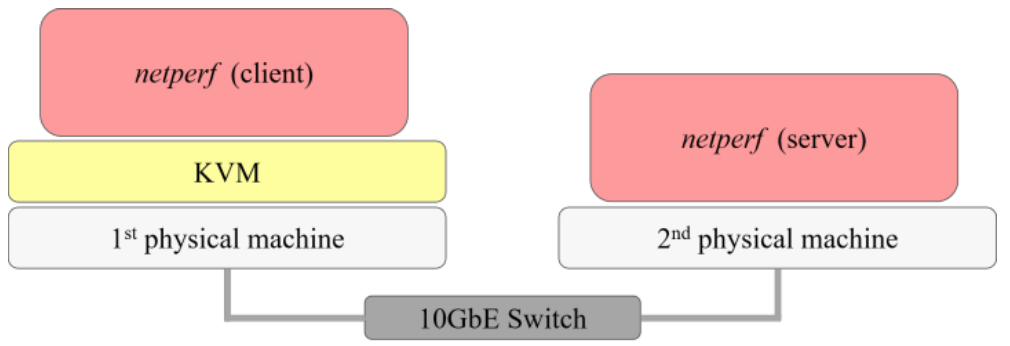 netperf (client)
netperf (server)
KVM
1st physical machine
2nd physical machine
10GbE Switch